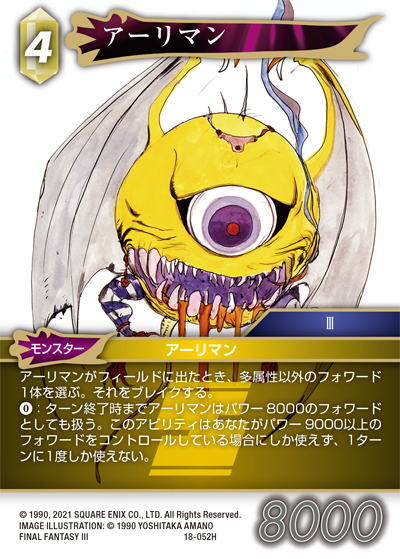 4
アーリマン
III
モンスター
アーリマン
アーリマンがフィールドに出たとき、多属性以外のフォワード
1体を選ぶ。それをブレイクする。
0：ターン終了時までアーリマンはパワー8000のフォワード
としても扱う。このアビリティはあなたがパワー9000以上の
フォワードをコントロールしている場合にしか使えず、1ター
ンに1度しか使えない。
© 1990, 2021 SQUARE ENIX CO., LTD. All Rights Reserved.
IMAGE ILLUSTRATION: © 1990 YOSHITAKA AMANO
FINAL FANTASY III 18-052H
8000